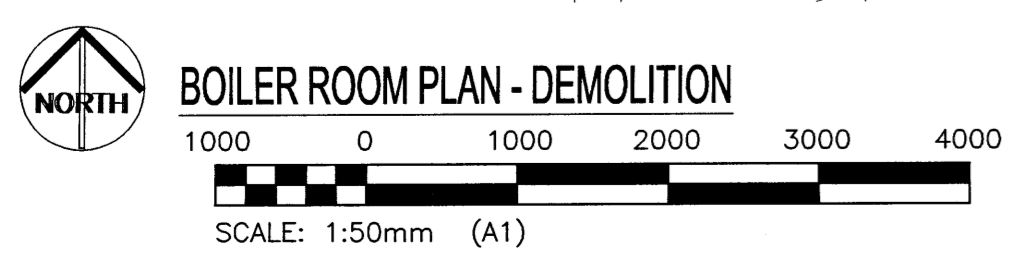 NORTH
BOILER ROOM PLAN - DEMOLITION
1000 0 1000 2000 3000 4000
SCALE: 1:50mm (A1)